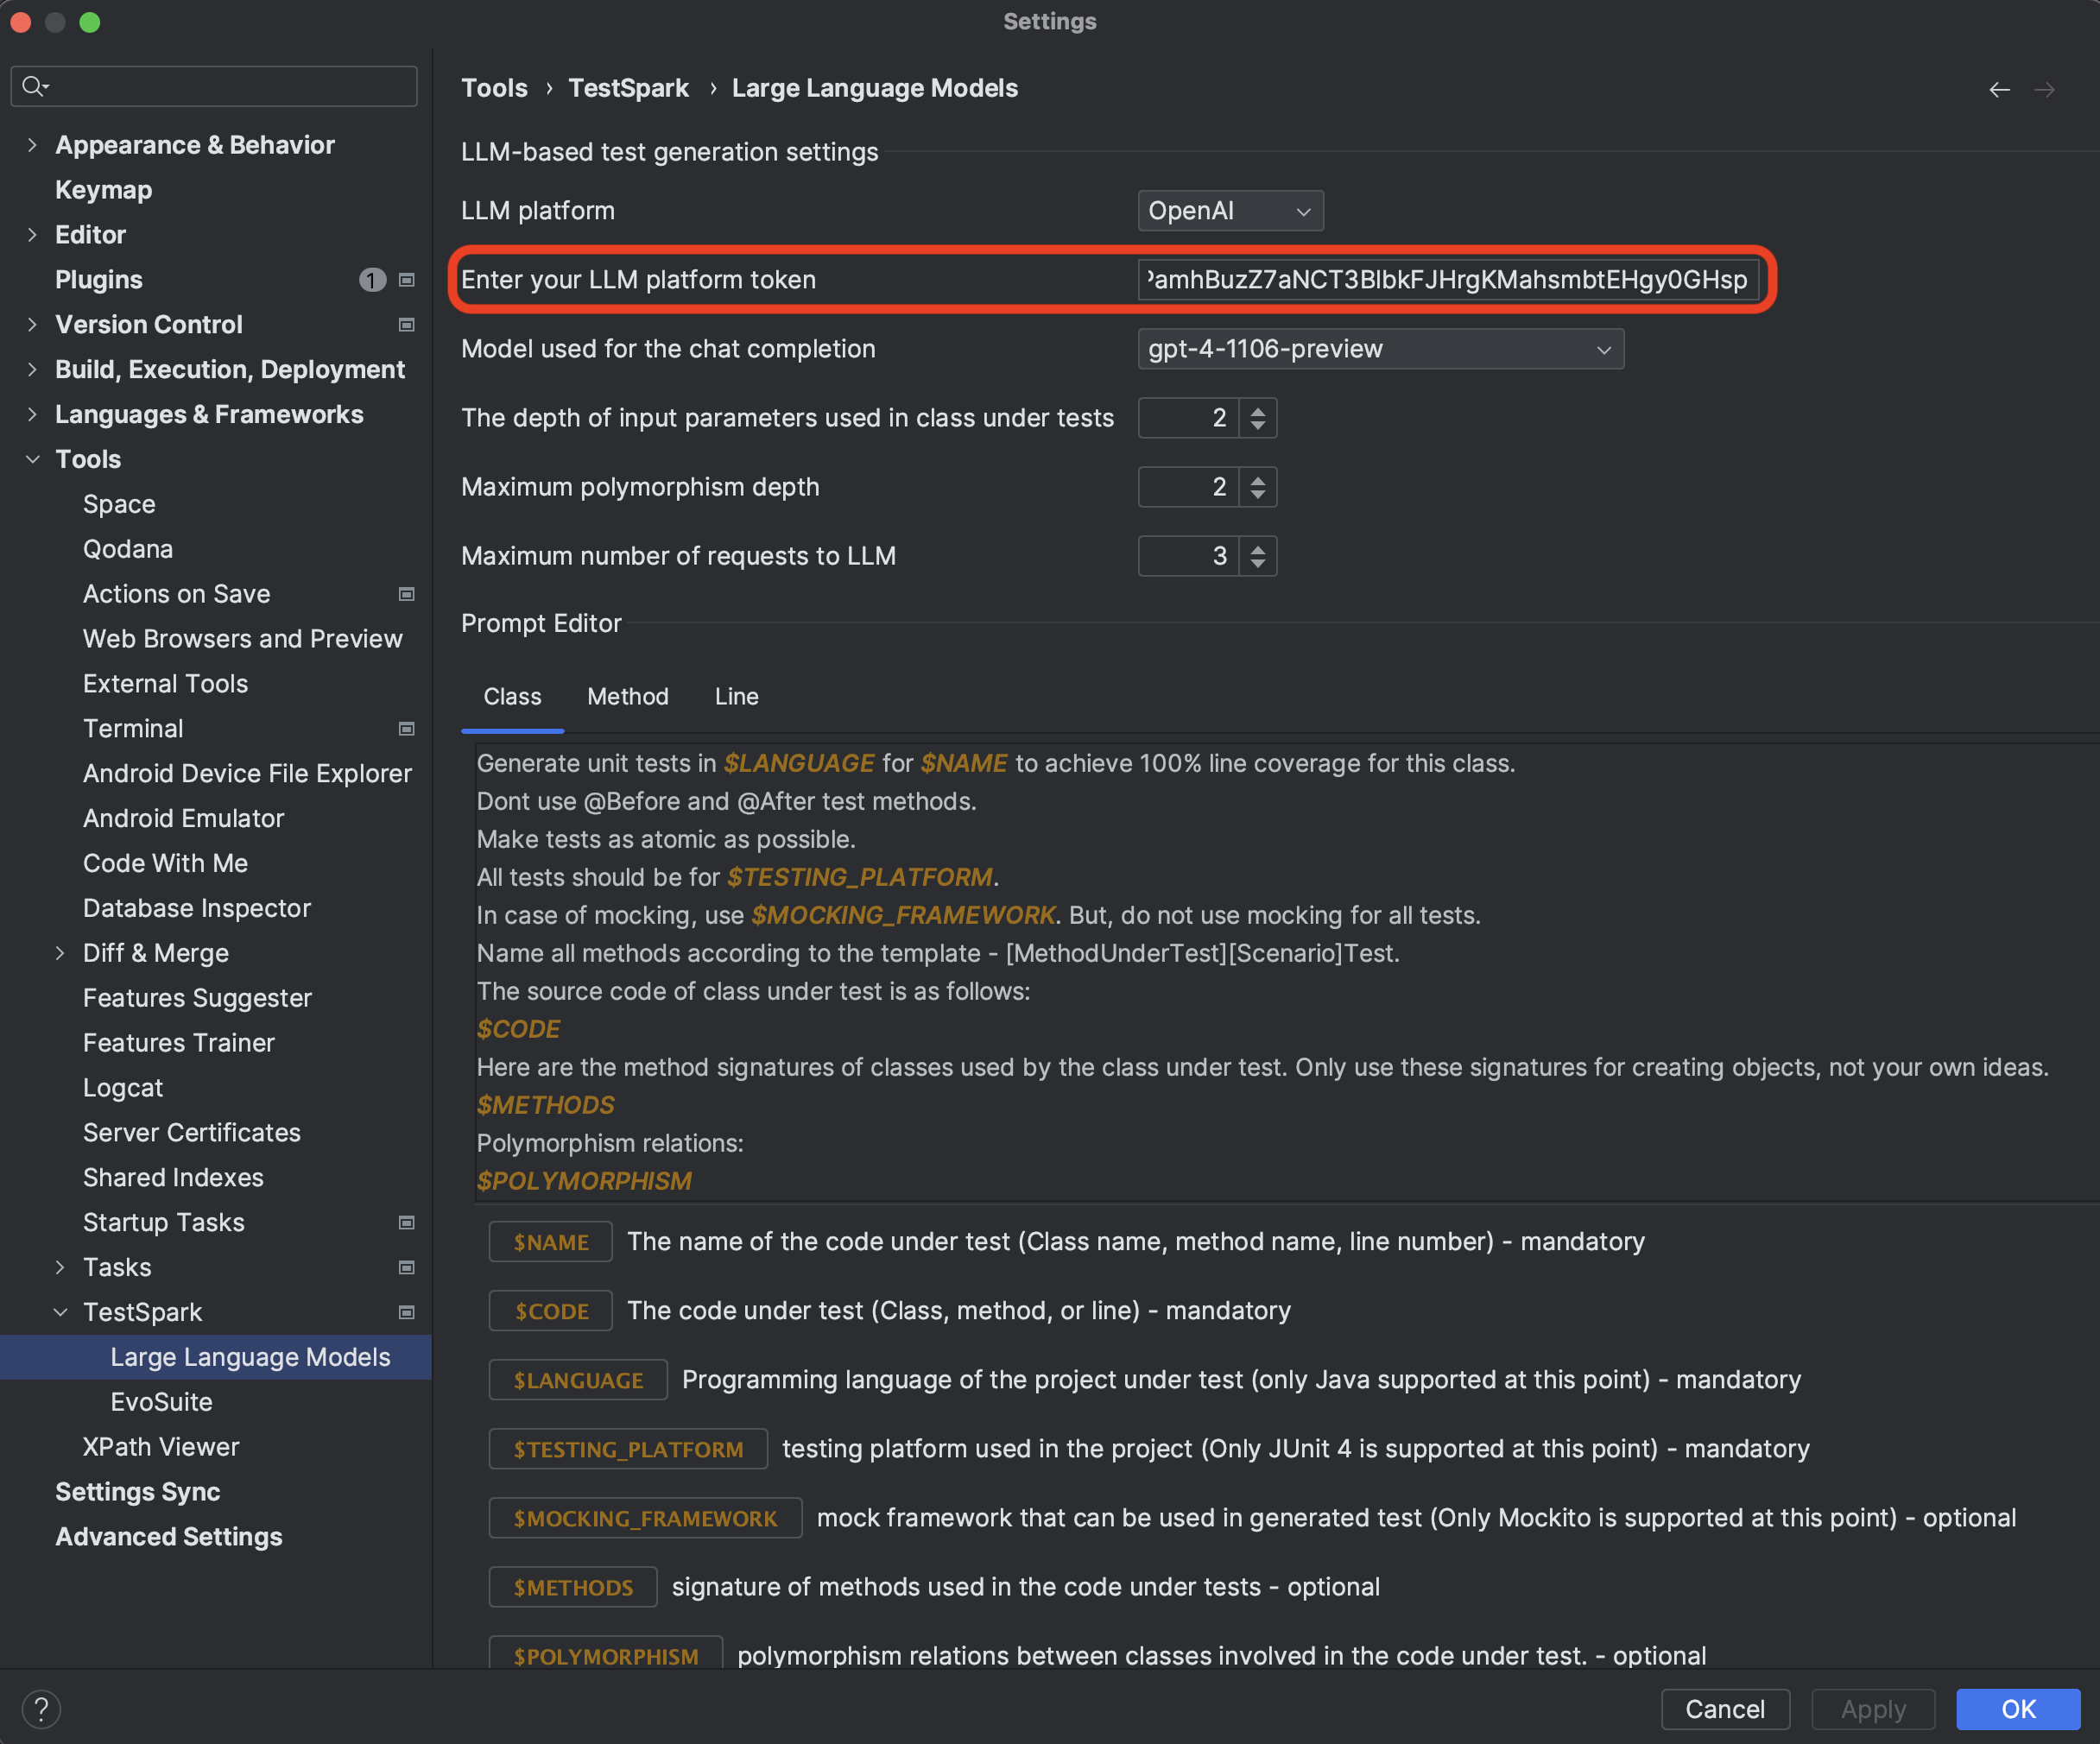 Settings
Tools › TestSpark › Large Language Models
Appearance & Behavior
Keymap
Editor
Plugins 1
Version Control
Build, Execution, Deployment
Languages & Frameworks
Tools
Space
Qodana
Actions on Save
Web Browsers and Preview
External Tools
Terminal
Android Device File Explorer
Android Emulator
Code With Me
Database Inspector
Diff & Merge
Features Suggester
Features Trainer
Logcat
Server Certificates
Shared Indexes
Startup Tasks
Tasks
TestSpark
Large Language Models
EvoSuite
XPath Viewer
Settings Sync
Advanced Settings
LLM-based test generation settings
LLM platform OpenAI
Enter your LLM platform token amhBuzZ7aNCT3BlbkFJHrgKMahsmbtEHgy0GHsp
Model used for the chat completion gpt-4-1106-preview
The depth of input parameters used in class under tests 2
Maximum polymorphism depth 2
Maximum number of requests to LLM 3
Prompt Editor
Class Method Line
Generate unit tests in $LANGUAGE for $NAME to achieve 100% line coverage for this class.
Dont use @Before and @After test methods.
Make tests as atomic as possible.
All tests should be for $TESTING_PLATFORM.
In case of mocking, use $MOCKING_FRAMEWORK. But, do not use mocking for all tests.
Name all methods according to the template - [MethodUnderTest][Scenario]Test.
The source code of class under test is as follows:
$CODE
Here are the method signatures of classes used by the class under test. Only use these signatures for creating objects, not your own ideas.
$METHODS
Polymorphism relations:
$POLYMORPHISM
$NAME The name of the code under test (Class name, method name, line number) - mandatory
$CODE The code under test (Class, method, or line) - mandatory
$LANGUAGE Programming language of the project under test (only Java supported at this point) - mandatory
$TESTING_PLATFORM testing platform used in the project (Only JUnit 4 is supported at this point) - mandatory
$MOCKING_FRAMEWORK mock framework that can be used in generated test (Only Mockito is supported at this point) - optional
$METHODS signature of methods used in the code under tests - optional
$POLYMORPHISM polymorphism relations between classes involved in the code under test. - optional
?
Cancel Apply OK